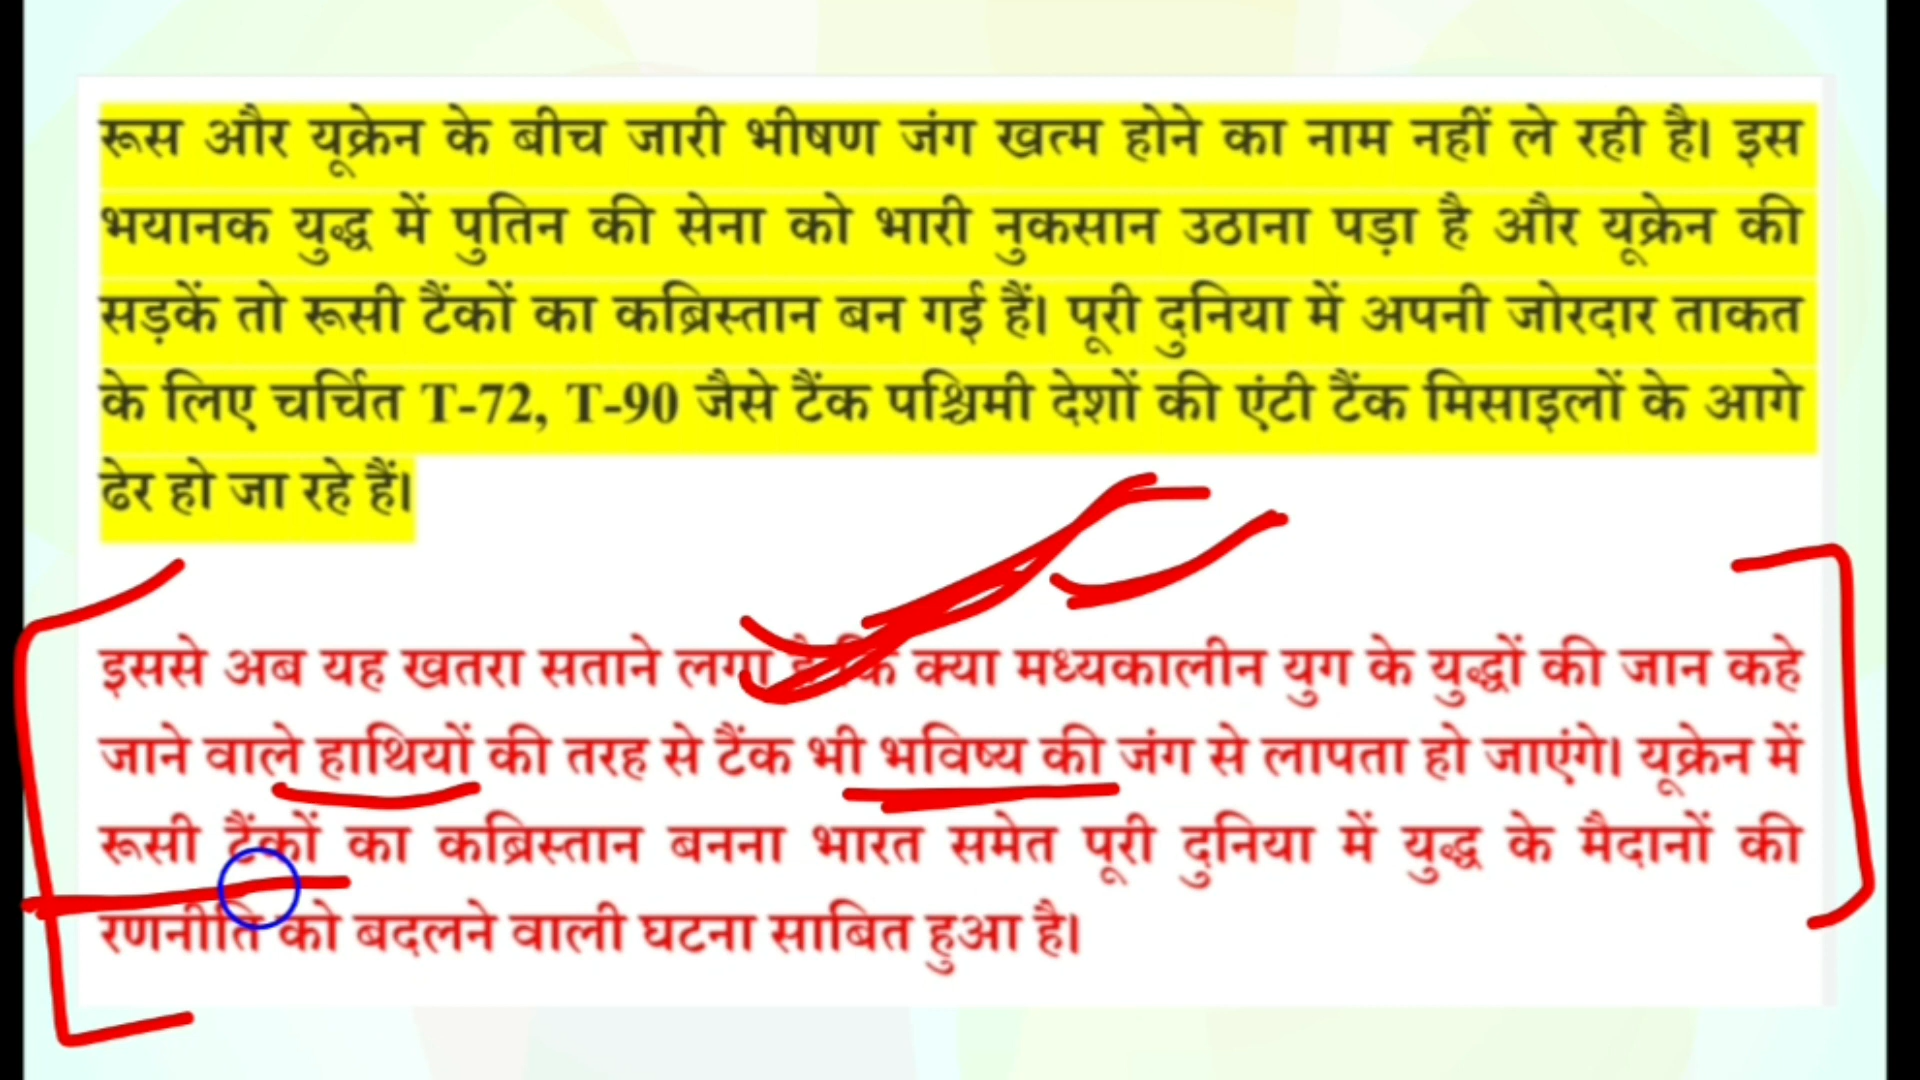 रूस और यूक्रेन के बीच जारी भीषण जंग खत्म होने का नाम नहीं ले रही है। इस
भयानक युद्ध में पुतिन की सेना को भारी नुकसान उठाना पड़ा है और यूक्रेन की
सड़कें तो रूसी टैंकों का कब्रिस्तान बन गई हैं। पूरी दुनिया में अपनी जोरदार ताकत
के लिए चर्चित T-72, T-90 जैसे टैंक पश्चिमी देशों की एंटी टैंक मिसाइलों के आगे
ढेर हो जा रहे हैं।
इससे अब यह खतरा सताने लगा है कि क्या मध्यकालीन युग के युद्धों की जान कहे
जाने वाले हाथियों की तरह से टैंक भी भविष्य की जंग से लापता हो जाएंगे। यूक्रेन में
रूसी टैंकों का कब्रिस्तान बनना भारत समेत पूरी दुनिया में युद्ध के मैदानों की
रणनीति को बदलने वाली घटना साबित हुआ है।